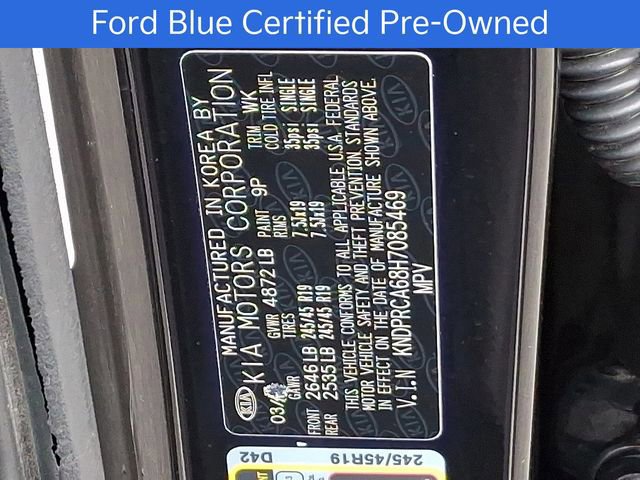 Ford Blue Certified Pre-Owned
MANUFACTURED IN KOREA BY
KIA KIA MOTORS CORPORATION
GVWR 4872 LB PAINT 9P TRIM WK
GAWR TIRES RIMS COLD TIRE INFL
FRONT 2646 LB 245/45 R19 7.5Jx19 35psi SINGLE
REAR 2535 LB 245/45 R19 7.5Jx19 35psi SINGLE
THIS VEHICLE CONFORMS TO ALL APPLICABLE U.S.A. FEDERAL
MOTOR VEHICLE SAFETY AND THEFT PREVENTION STANDARDS
IN EFFECT ON THE DATE OF MANUFACTURE SHOWN ABOVE.
V.I.N KNDPRCA68H7085469
MPV
D42
245/45R19